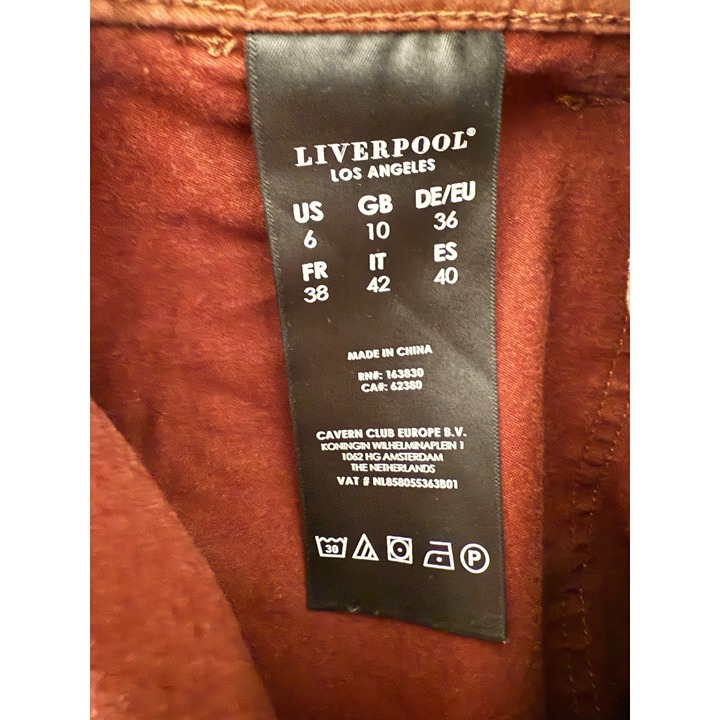 LIVERPOOL®
LOS ANGELES
US GB DE/EU
6 10 36
FR IT ES
38 42 40
MADE IN CHINA
RN#: 163830
CA#: 62380
CAVERN CLUB EUROPE B.V.
KONINGIN WILHELMINAPLEIN 1
1062 HG AMSTERDAM
THE NETHERLANDS
VAT # NL858055363B01
30 P